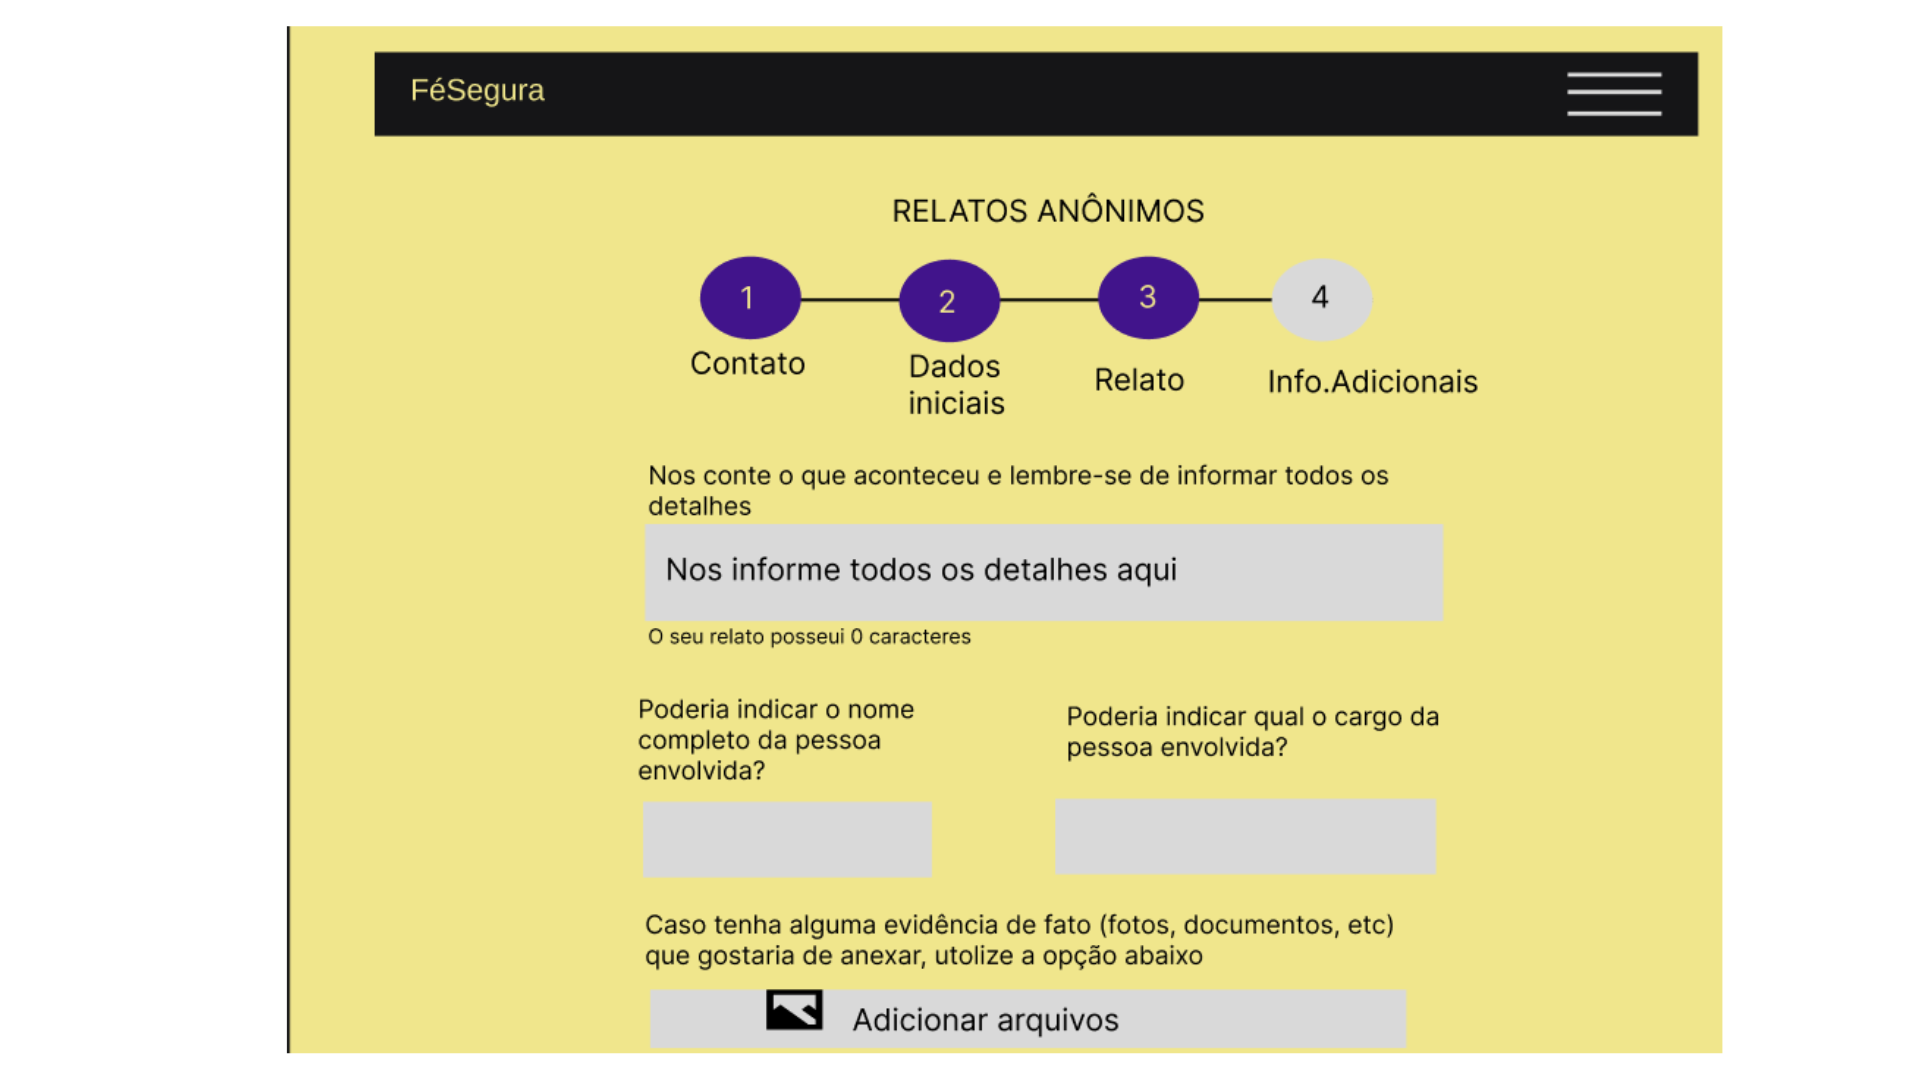 FéSegura
RELATOS ANÔNIMOS
1
2
3
4
Contato
Dados
iniciais
Relato
Info.Adicionais
Nos conte o que aconteceu e lembre-se de informar todos os
detalhes
Nos informe todos os detalhes aqui
O seu relato posseui 0 caracteres
Poderia indicar o nome
completo da pessoa
envolvida?
Poderia indicar qual o cargo da
pessoa envolvida?
Caso tenha alguma evidência de fato (fotos, documentos, etc)
que gostaria de anexar, utolize a opção abaixo
Adicionar arquivos